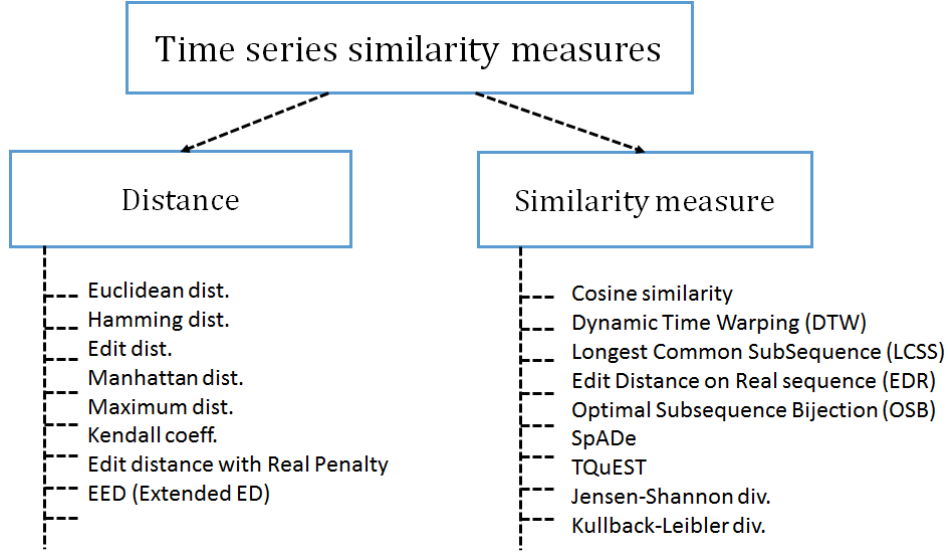 Time series similarity measures
Distance
Euclidean dist.
Hamming dist.
Edit dist.
Manhattan dist.
Maximum dist.
Kendall coeff.
Edit distance with Real Penalty
EED (Extended ED)
Similarity measure
Cosine similarity
Dynamic Time Warping (DTW)
Longest Common SubSequence (LCSS)
Edit Distance on Real sequence (EDR)
Optimal Subsequence Bijection (OSB)
SpADe
TQuEST
Jensen-Shannon div.
Kullback-Leibler div.